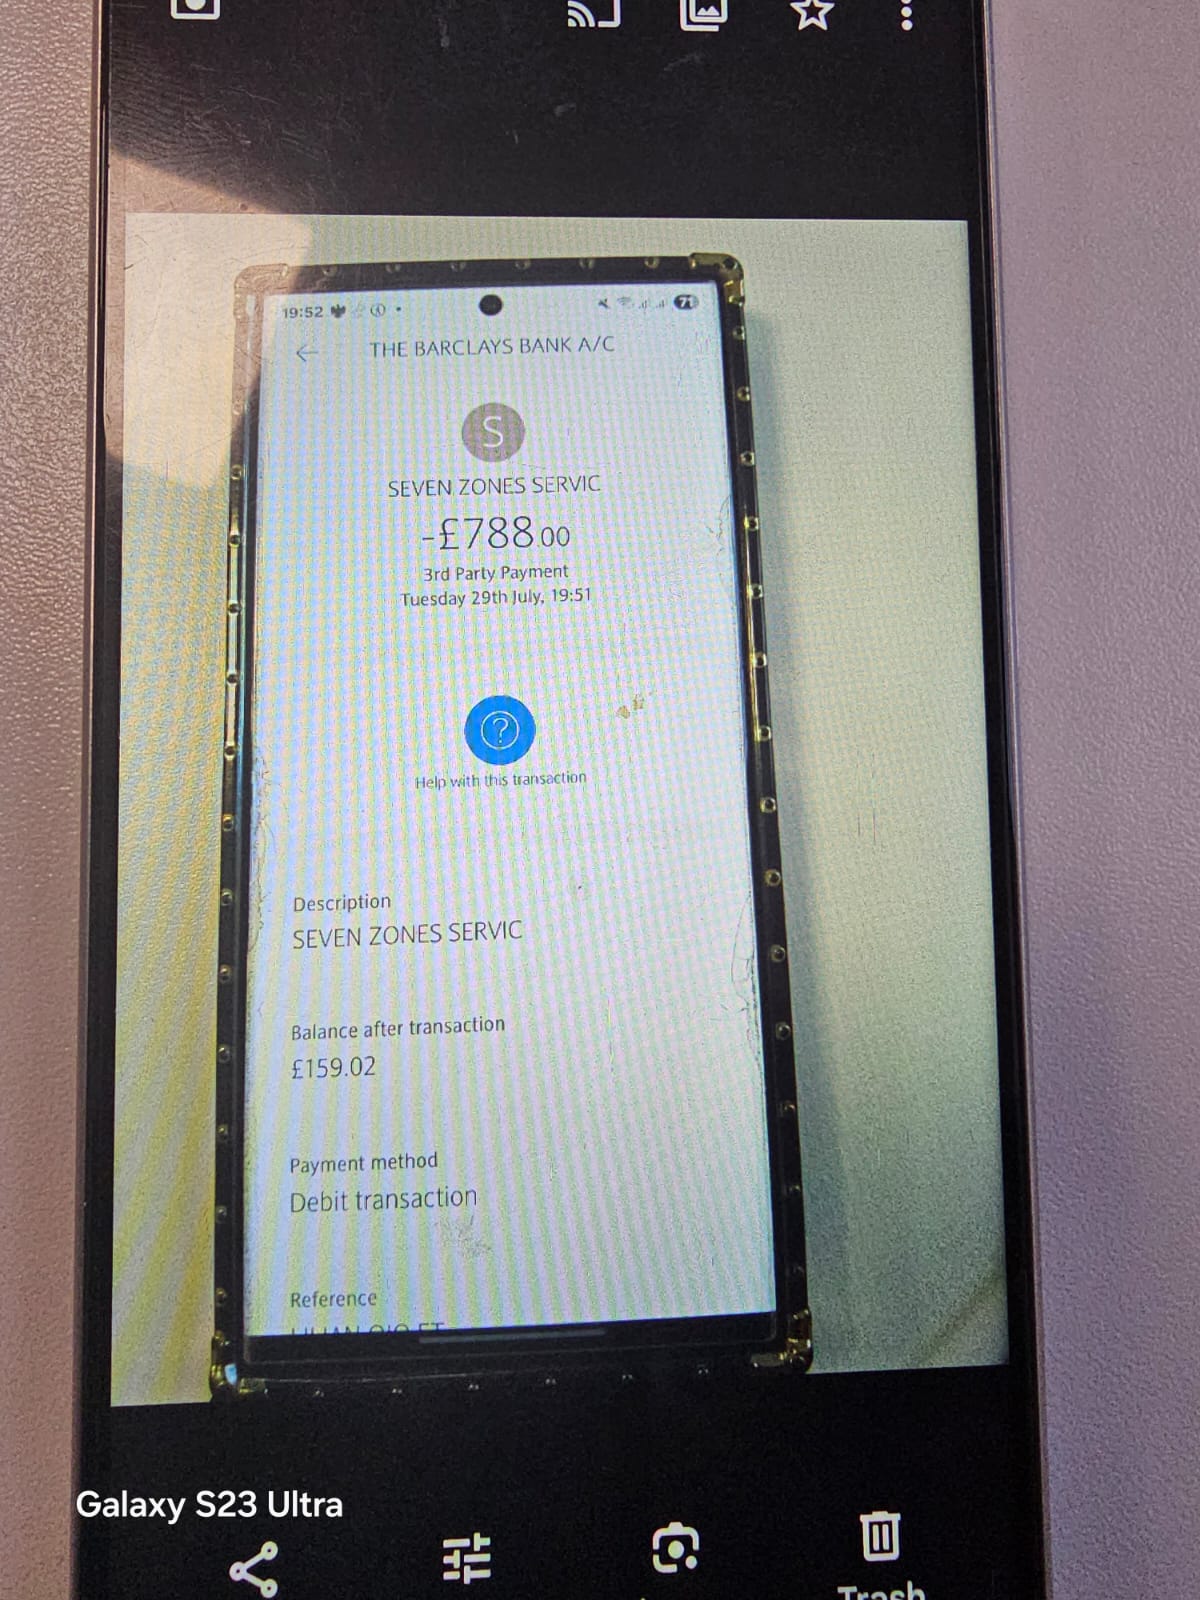 19:52
71
THE BARCLAYS BANK A/C
S
SEVEN ZONES SERVIC
-£788.00
3rd Party Payment
Tuesday 29th July, 19:51
?
Help with this transaction
Description
SEVEN ZONES SERVIC
Balance after transaction
£159.02
Payment method
Debit transaction
Reference
Galaxy S23 Ultra
Trash